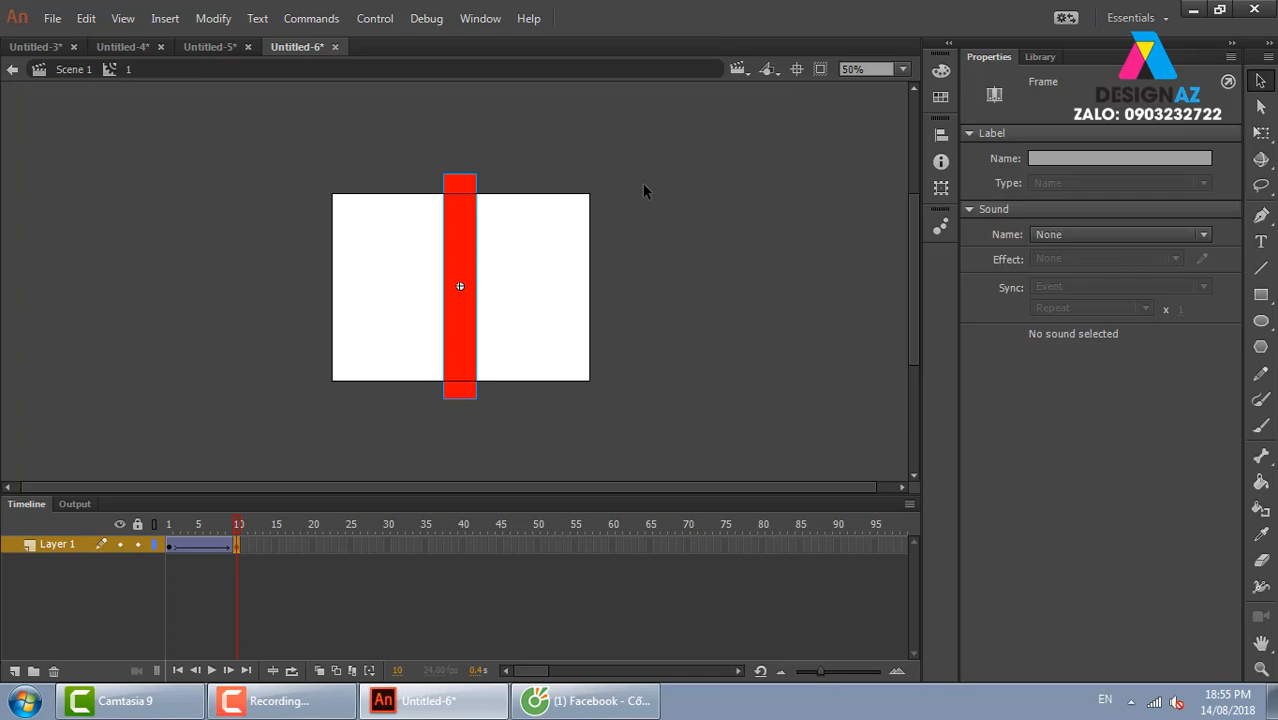 An File Edit View Insert Modify Text Commands Control Debug Window Help Essentials
Untitled-3* × Untitled-4* × Untitled-5* × Untitled-6* ×
Scene 1 1 50%
Properties Library
Frame
DESIGNAZ
ZALO: 0903232722
Label
Name:
Type: Name
Sound
Name: None
Effect: None
Sync: Event
Repeat x 1
No sound selected
Timeline Output
1 5 10 15 20 25 30 35 40 45 50 55 60 65 70 75 80 85 90 95
Layer 1
10 24.00 fps 0.4 s
Camtasia 9 Recording... An Untitled-6* (1) Facebook - Cố... EN 18:55 PM
14/08/2018